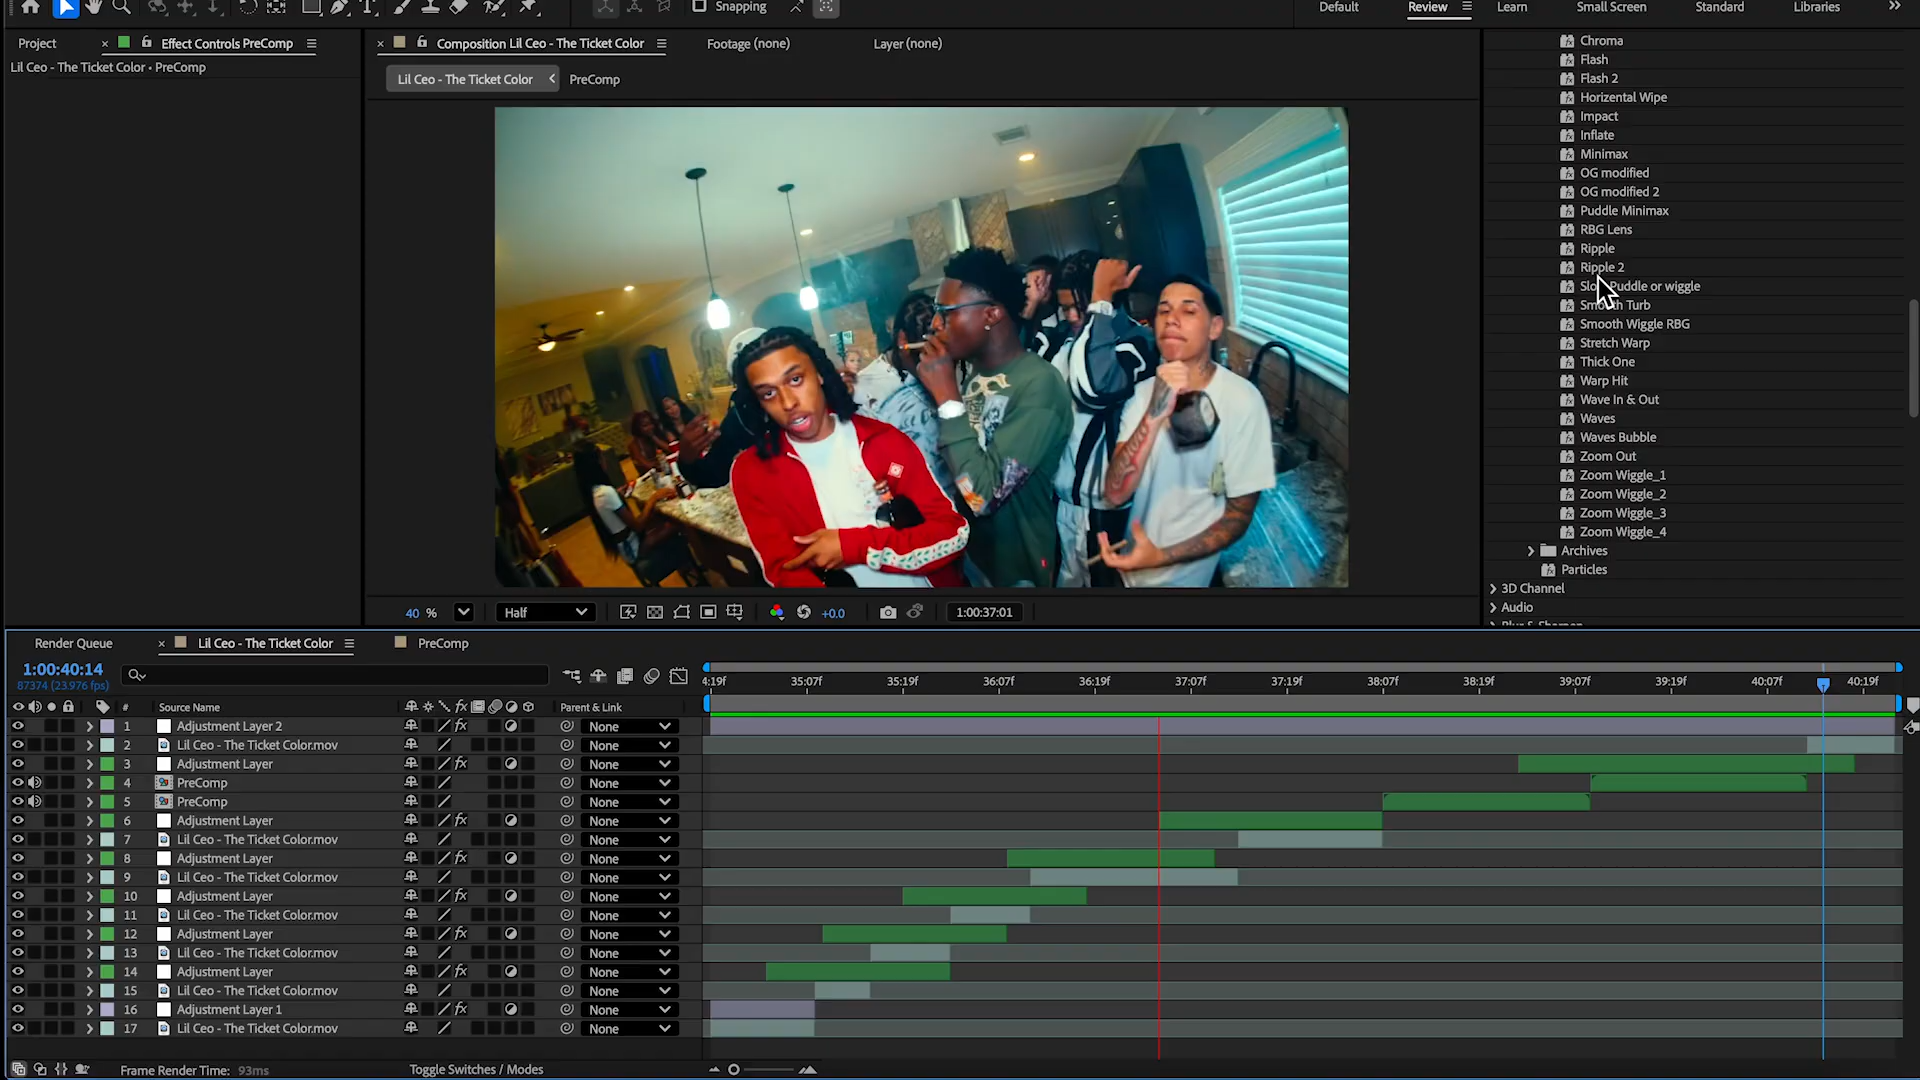 Snapping
Default
Review
Learn
Small Screen
Standard
Libraries
Project
Effect Controls PreComp
Composition Lil Ceo - The Ticket Color
Footage (none)
Layer (none)
Lil Ceo - The Ticket Color • PreComp
Lil Ceo - The Ticket Color
PreComp
Chroma
Flash
Flash 2
Horizental Wipe
Impact
Inflate
Minimax
OG modified
OG modified 2
Puddle Minimax
RBG Lens
Ripple
Ripple 2
Puddle or wiggle
Turb
Smooth Wiggle RBG
Stretch Warp
Thick One
Warp Hit
Wave In & Out
Waves
Waves Bubble
Zoom Out
Zoom Wiggle_1
Zoom Wiggle_2
Zoom Wiggle_3
Zoom Wiggle_4
Archives
Particles
3D Channel
Audio
40 %
Half
+0.0
1:00:37:01
Render Queue
Lil Ceo - The Ticket Color
PreComp
1:00:40:14
87374 (23.976 fps)
4:19f 35:07f 35:19f 36:07f 36:19f 37:07f 37:19f 38:07f 38:19f 39:07f 39:19f 40:07f 40:19f
# Source Name fx Parent & Link
1 Adjustment Layer 2 fx None
2 Lil Ceo - The Ticket Color.mov None
3 Adjustment Layer fx None
4 PreComp None
5 PreComp None
6 Adjustment Layer fx None
7 Lil Ceo - The Ticket Color.mov None
8 Adjustment Layer fx None
9 Lil Ceo - The Ticket Color.mov None
10 Adjustment Layer fx None
11 Lil Ceo - The Ticket Color.mov None
12 Adjustment Layer fx None
13 Lil Ceo - The Ticket Color.mov None
14 Adjustment Layer fx None
15 Lil Ceo - The Ticket Color.mov None
16 Adjustment Layer 1 fx None
17 Lil Ceo - The Ticket Color.mov None
Frame Render Time: 93ms
Toggle Switches / Modes